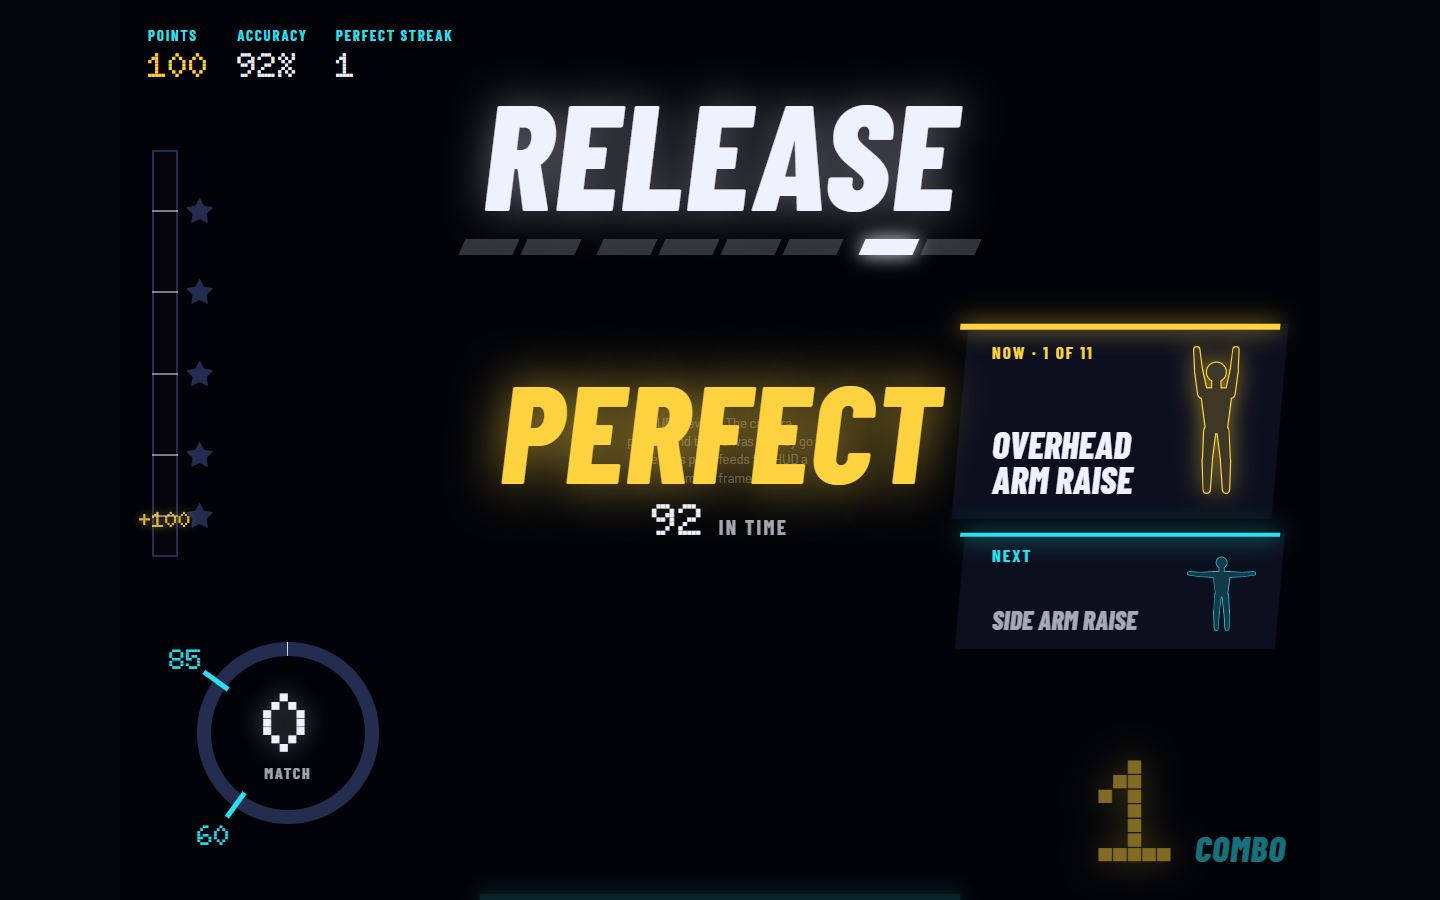 POINTS ACCURACY PERFECT STREAK
100 92% 1
RELEASE
PERFECT
92 IN TIME
+100
NOW · 1 OF 11
OVERHEAD
ARM RAISE
NEXT
SIDE ARM RAISE
85
0
MATCH
60
1 COMBO